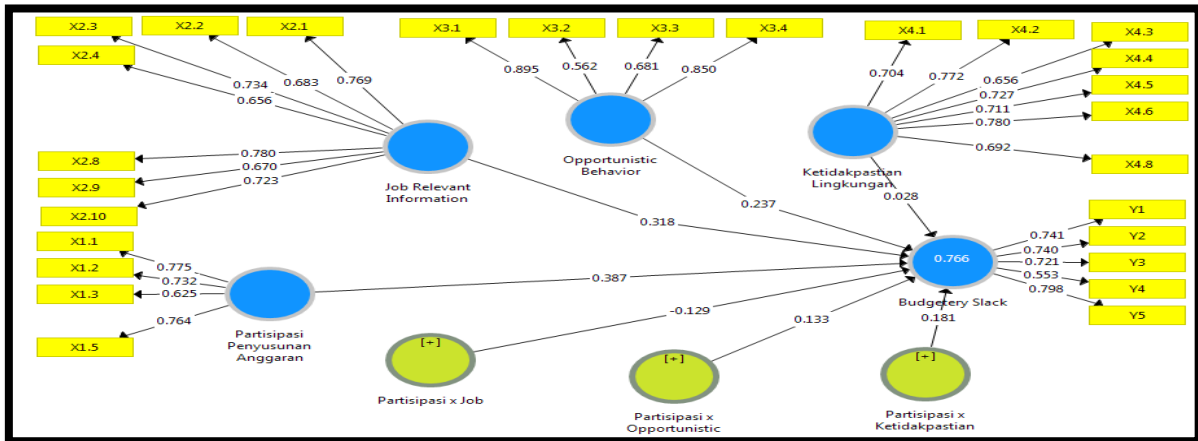 X2.3
X2.2
X2.1
X3.1
X3.2
X3.3
X3.4
X4.1
X4.2
X4.3
X2.4
X4.4
X4.5
X4.6
X4.8
0.734
0.683
0.769
0.656
0.895
0.562
0.681
0.850
0.704
0.772
0.656
0.727
0.711
0.780
0.692
X2.8
X2.9
X2.10
0.780
0.670
0.723
Job Relevant
Information
Opportunistic
Behavior
Ketidakpastian
Lingkungan
0.318
0.237
0.028
X1.1
X1.2
X1.3
X1.5
0.775
0.732
0.625
0.764
Partisipasi
Penyusunan
Anggaran
0.387
-0.129
0.133
0.181
0.766
Budgetery Slack
0.741
0.740
0.721
0.553
0.798
Y1
Y2
Y3
Y4
Y5
[+]
Partisipasi x Job
[+]
Partisipasi x
Opportunistic
[+]
Partisipasi x
Ketidakpastian